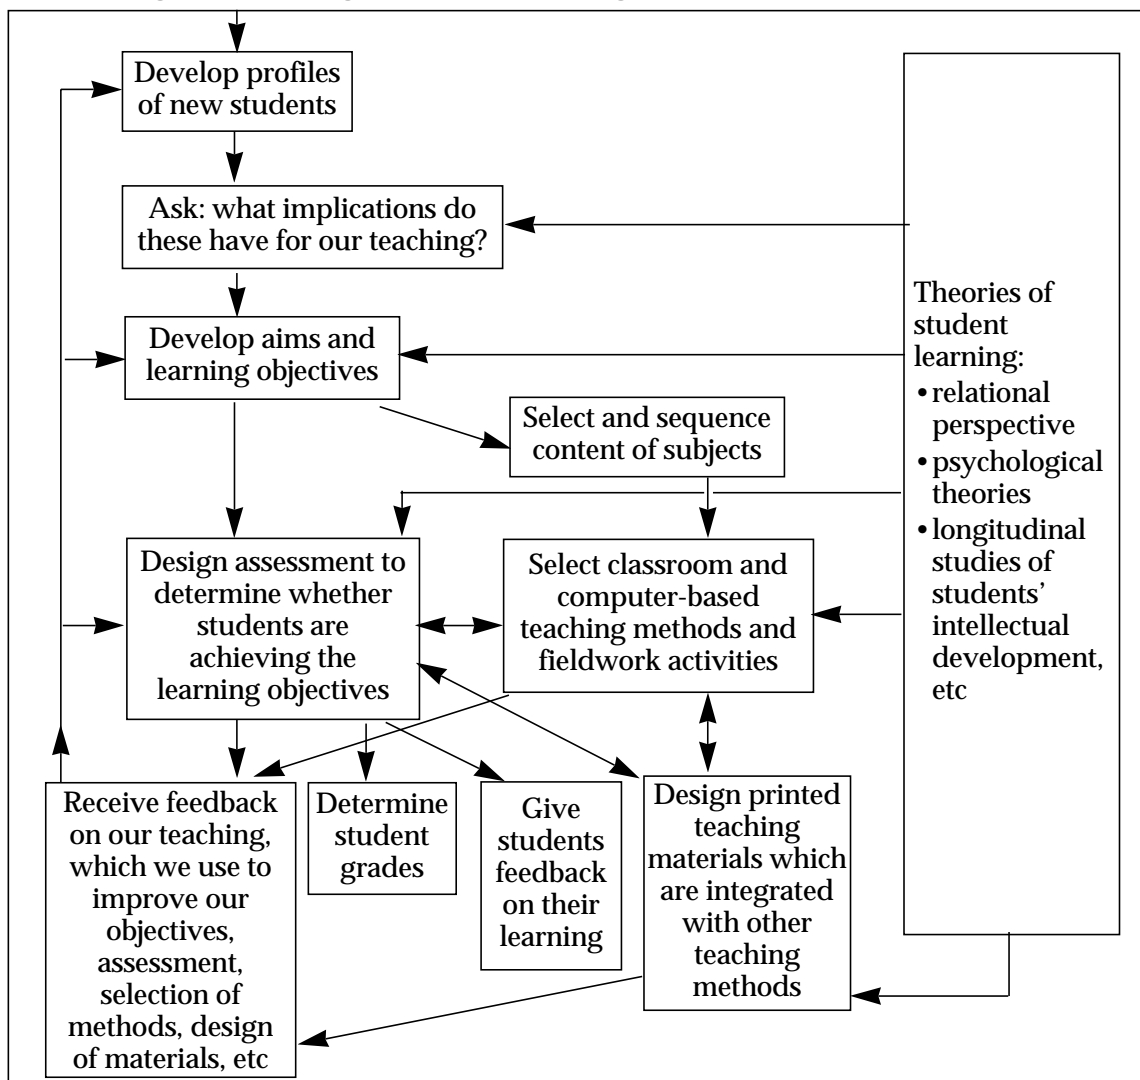 Develop profiles
of new students
Ask: what implications do
these have for our teaching?
Develop aims and
learning objectives
Select and sequence
content of subjects
Design assessment to
determine whether
students are
achieving the
learning objectives
Select classroom and
computer-based
teaching methods and
fieldwork activities
Theories of
student
learning:
• relational
perspective
• psychological
theories
• longitudinal
studies of
students’
intellectual
development,
etc
Receive feedback
on our teaching,
which we use to
improve our
objectives,
assessment,
selection of
methods, design
of materials, etc
Determine
student
grades
Give
students
feedback
on their
learning
Design printed
teaching
materials which
are integrated
with other
teaching
methods